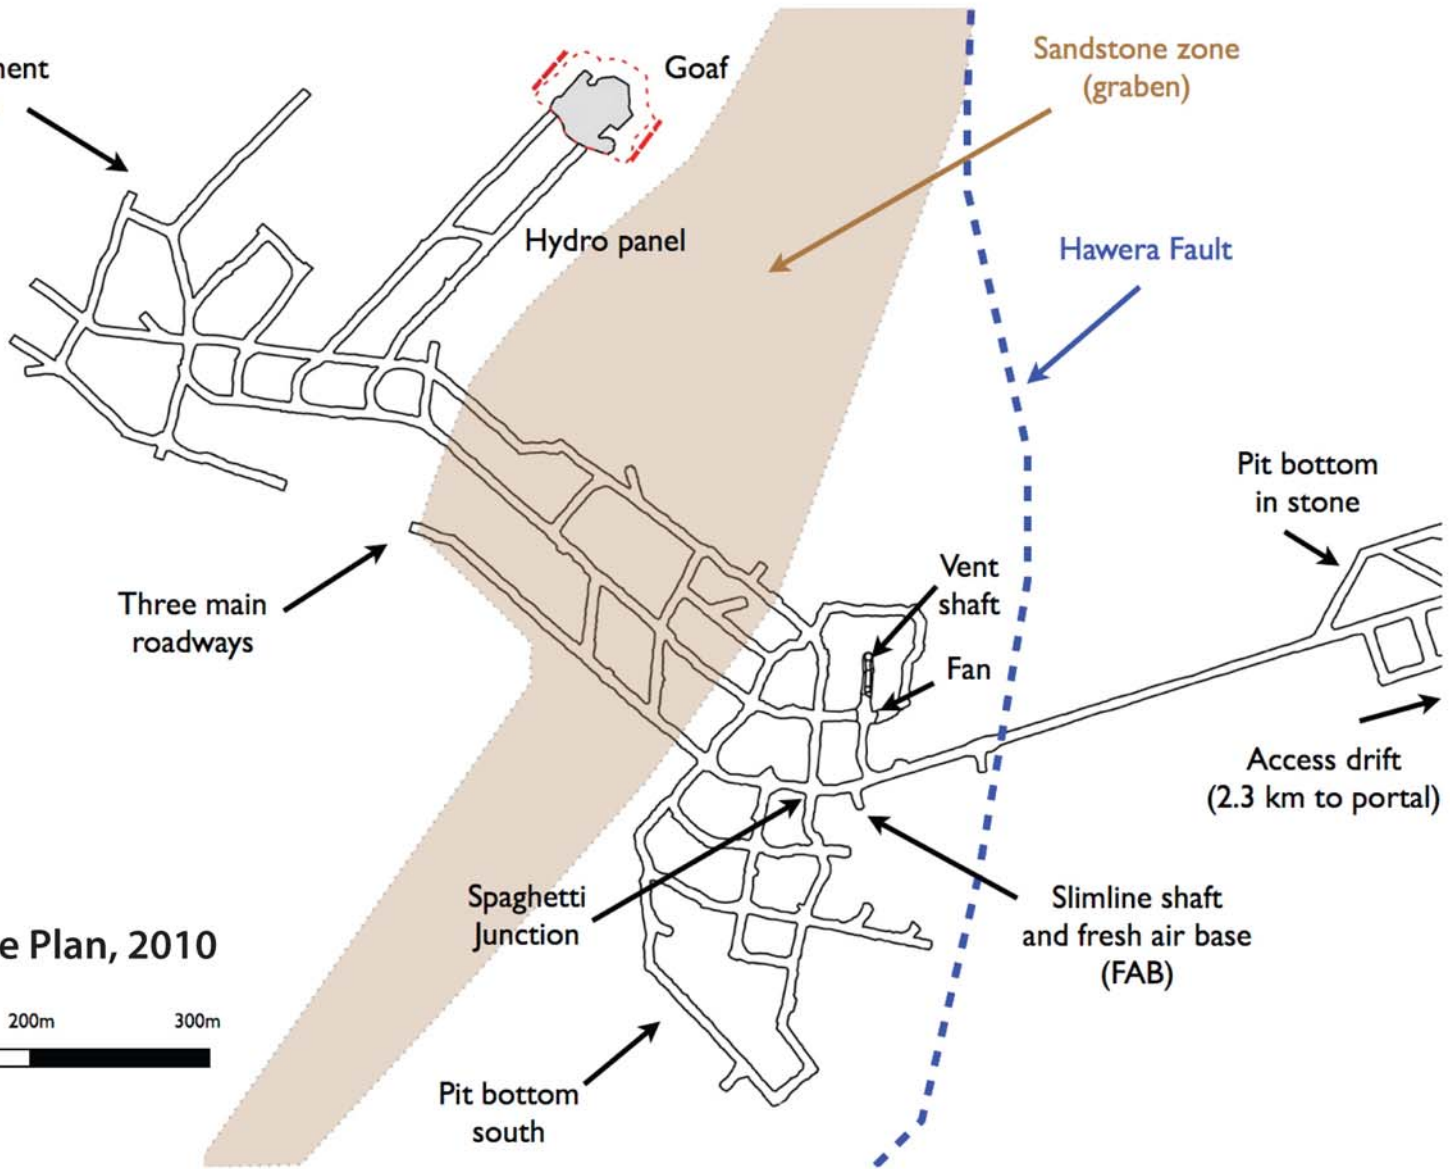 ment
Goaf
Sandstone zone
(graben)
Hydro panel
Hawera Fault
Pit bottom
in stone
Vent
shaft
Three main
roadways
Fan
Access drift
(2.3 km to portal)
Spaghetti
Junction
Slimline shaft
and fresh air base
(FAB)
e Plan, 2010
200m 300m
Pit bottom
south